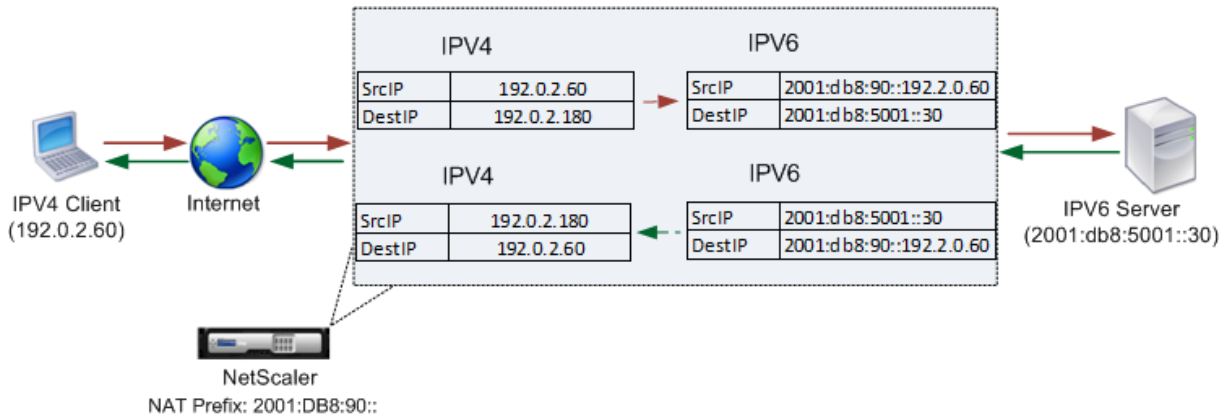 IPV4 IPV6
SrcIP 192.0.2.60 SrcIP 2001:db8:90::192.2.0.60
DestIP 192.0.2.180 DestIP 2001:db8:5001::30
IPV4 IPV6
SrcIP 192.0.2.180 SrcIP 2001:db8:5001::30
DestIP 192.0.2.60 DestIP 2001:db8:90::192.2.0.60
IPV4 Client
(192.0.2.60)
Internet
IPV6 Server
(2001:db8:5001::30)
NetScaler
NAT Prefix: 2001:DB8:90::